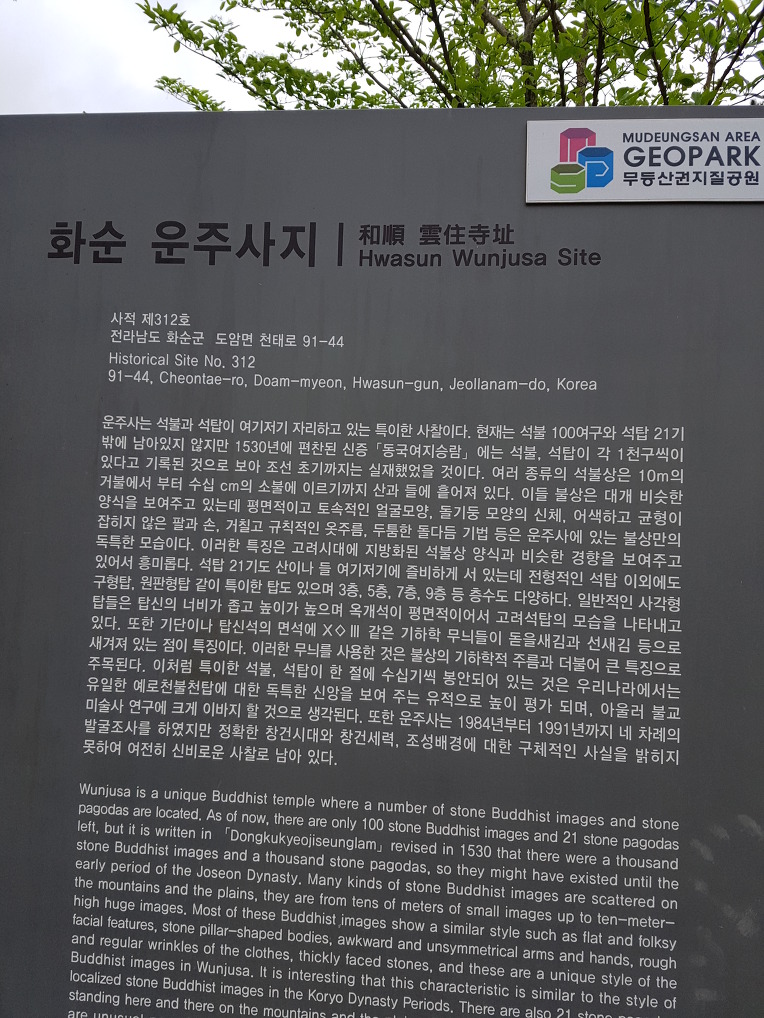 MUDEUNGSAN AREA
GEOPARK
무등산권지질공원
화순 운주사지
和順 雲住寺址
Hwasun Wunjusa Site
사적 제312호
전라남도 화순군 도암면 천태로 91-44
Historical Site No. 312
91-44, Cheontae-ro, Doam-myeon, Hwasun-gun, Jeollanam-do, Korea
운주사는 석불과 석탑이 여기저기 자리하고 있는 특이한 사찰이다. 현재는 석불 100여구와 석탑 21기
밖에 남아있지 않지만 1530년에 편찬된 신증「동국여지승람」에는 석불, 석탑이 각 1천구씩이
있다고 기록된 것으로 보아 조선 초기까지는 실재했었을 것이다. 여러 종류의 석불상은 10m의
거불에서 부터 수십 cm의 소불에 이르기까지 산과 들에 흩어져 있다. 이들 불상은 대개 비슷한
양식을 보여주고 있는데 평면적이고 토속적인 얼굴모양, 돌기둥 모양의 신체, 어색하고 균형이
잡히지 않은 팔과 손, 거칠고 규칙적인 옷주름, 두툼한 돌다듬 기법 등은 운주사에 있는 불상만의
독특한 모습이다. 이러한 특징은 고려시대에 지방화된 석불상 양식과 비슷한 경향을 보여주고
있어서 흥미롭다. 석탑 21기도 산이나 들 여기저기에 즐비하게 서 있는데 전형적인 석탑 이외에도
구형탑, 원판형탑 같이 특이한 탑도 있으며 3층, 5층, 7층, 9층 등 층수도 다양하다. 일반적인 사각형
탑들은 탑신의 너비가 좁고 높이가 높으며 옥개석이 평면적이어서 고려석탑의 모습을 나타내고
있다. 또한 기단이나 탑신석의 면석에 X◇Ⅲ 같은 기하학 무늬들이 돋을새김과 선새김 등으로
새겨져 있는 점이 특징이다. 이러한 무늬를 사용한 것은 불상의 기하학적 주름과 더불어 큰 특징으로
주목된다. 이처럼 특이한 석불, 석탑이 한 절에 수십기씩 봉안되어 있는 것은 우리나라에서는
유일한 예로천불천탑에 대한 독특한 신앙을 보여 주는 유적으로 높이 평가 되며, 아울러 불교
미술사 연구에 크게 이바지 할 것으로 생각된다. 또한 운주사는 1984년부터 1991년까지 네 차례의
발굴조사를 하였지만 정확한 창건시대와 창건세력, 조성배경에 대한 구체적인 사실을 밝히지
못하여 여전히 신비로운 사찰로 남아 있다.
Wunjusa is a unique Buddhist temple where a number of stone Buddhist images and stone
pagodas are located. As of now, there are only 100 stone Buddhist images and 21 stone pagodas
left, but it is written in 「Dongkukyeojiseunglam」 revised in 1530 that there were a thousand
stone Buddhist images and a thousand stone pagodas, so they might have existed until the
early period of the Joseon Dynasty. Many kinds of stone Buddhist images are scattered on
the mountains and the plains, they are from tens of meters of small images up to ten-meter-
high huge images. Most of these Buddhist images show a similar style such as flat and folksy
facial features, stone pillar-shaped bodies, awkward and unsymmetrical arms and hands, rough
and regular wrinkles of the clothes, thickly faced stones, and these are a unique style of the
Buddhist images in Wunjusa. It is interesting that this characteristic is similar to the style of
localized stone Buddhist images in the Koryo Dynasty Periods. There are also 21 stone
standing here and there on the mountains and the
are unusual